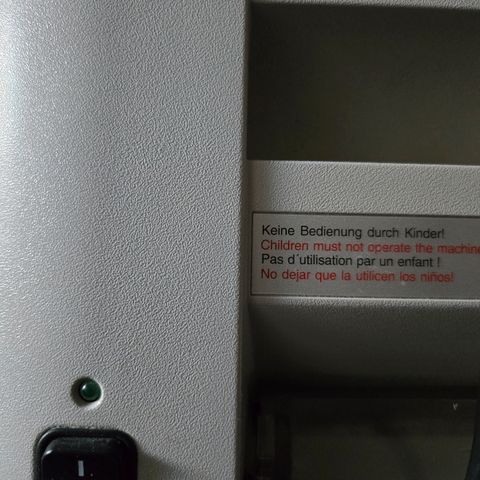 Keine Bedienung durch Kinder!
Children must not operate the machine
Pas d´utilisation par un enfant !
No dejar que la utilicen los niños!
I